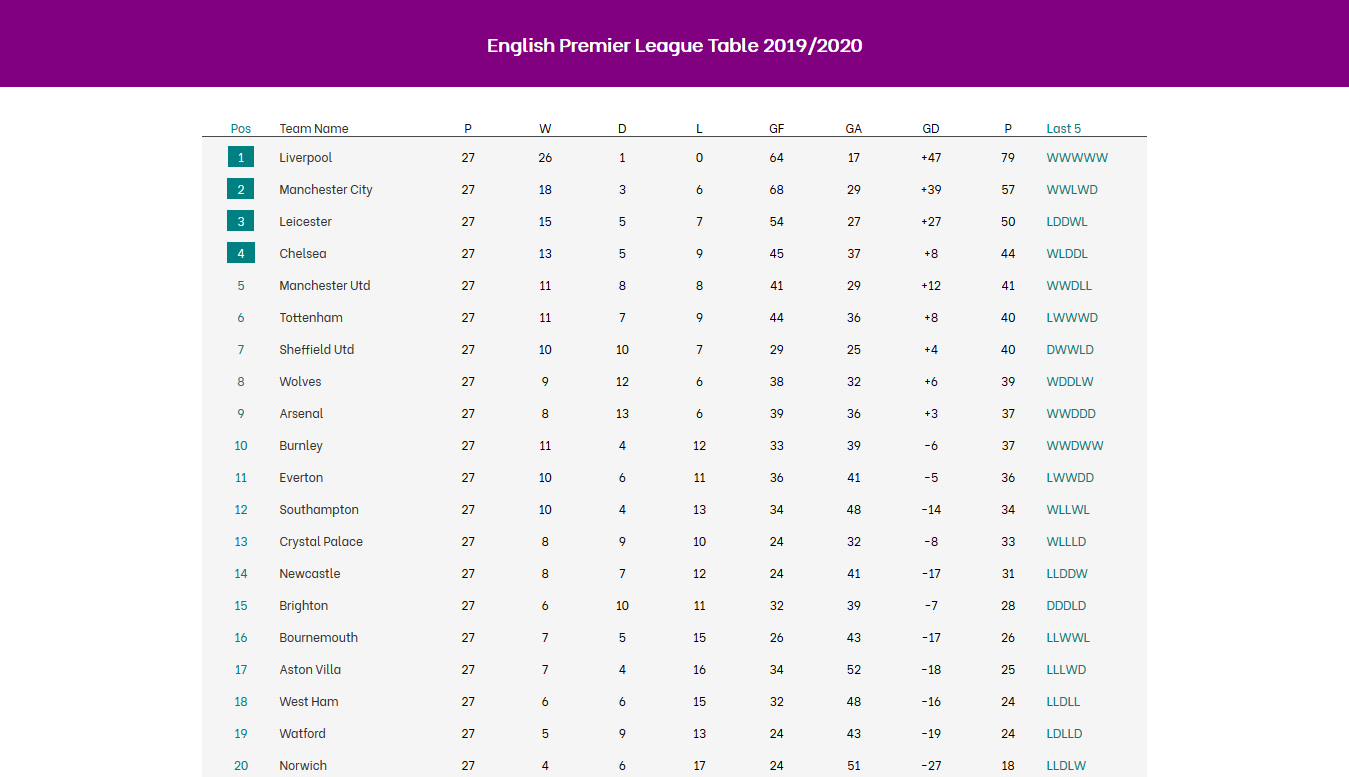 English Premier League Table 2019/2020
Pos Team Name P W D L GF GA GD P Last 5
1 Liverpool 27 26 1 0 64 17 +47 79 WWWWW
2 Manchester City 27 18 3 6 68 29 +39 57 WWLWD
3 Leicester 27 15 5 7 54 27 +27 50 LDDWL
4 Chelsea 27 13 5 9 45 37 +8 44 WLDDL
5 Manchester Utd 27 11 8 8 41 29 +12 41 WWDLL
6 Tottenham 27 11 7 9 44 36 +8 40 LWWWD
7 Sheffield Utd 27 10 10 7 29 25 +4 40 DWWLD
8 Wolves 27 9 12 6 38 32 +6 39 WDDLW
9 Arsenal 27 8 13 6 39 36 +3 37 WWDDD
10 Burnley 27 11 4 12 33 39 -6 37 WWDWW
11 Everton 27 10 6 11 36 41 -5 36 LWWDD
12 Southampton 27 10 4 13 34 48 -14 34 WLLWL
13 Crystal Palace 27 8 9 10 24 32 -8 33 WLLLD
14 Newcastle 27 8 7 12 24 41 -17 31 LLDDW
15 Brighton 27 6 10 11 32 39 -7 28 DDDLD
16 Bournemouth 27 7 5 15 26 43 -17 26 LLWWL
17 Aston Villa 27 7 4 16 34 52 -18 25 LLLWD
18 West Ham 27 6 6 15 32 48 -16 24 LLDLL
19 Watford 27 5 9 13 24 43 -19 24 LDLLD
20 Norwich 27 4 6 17 24 51 -27 18 LLDLW